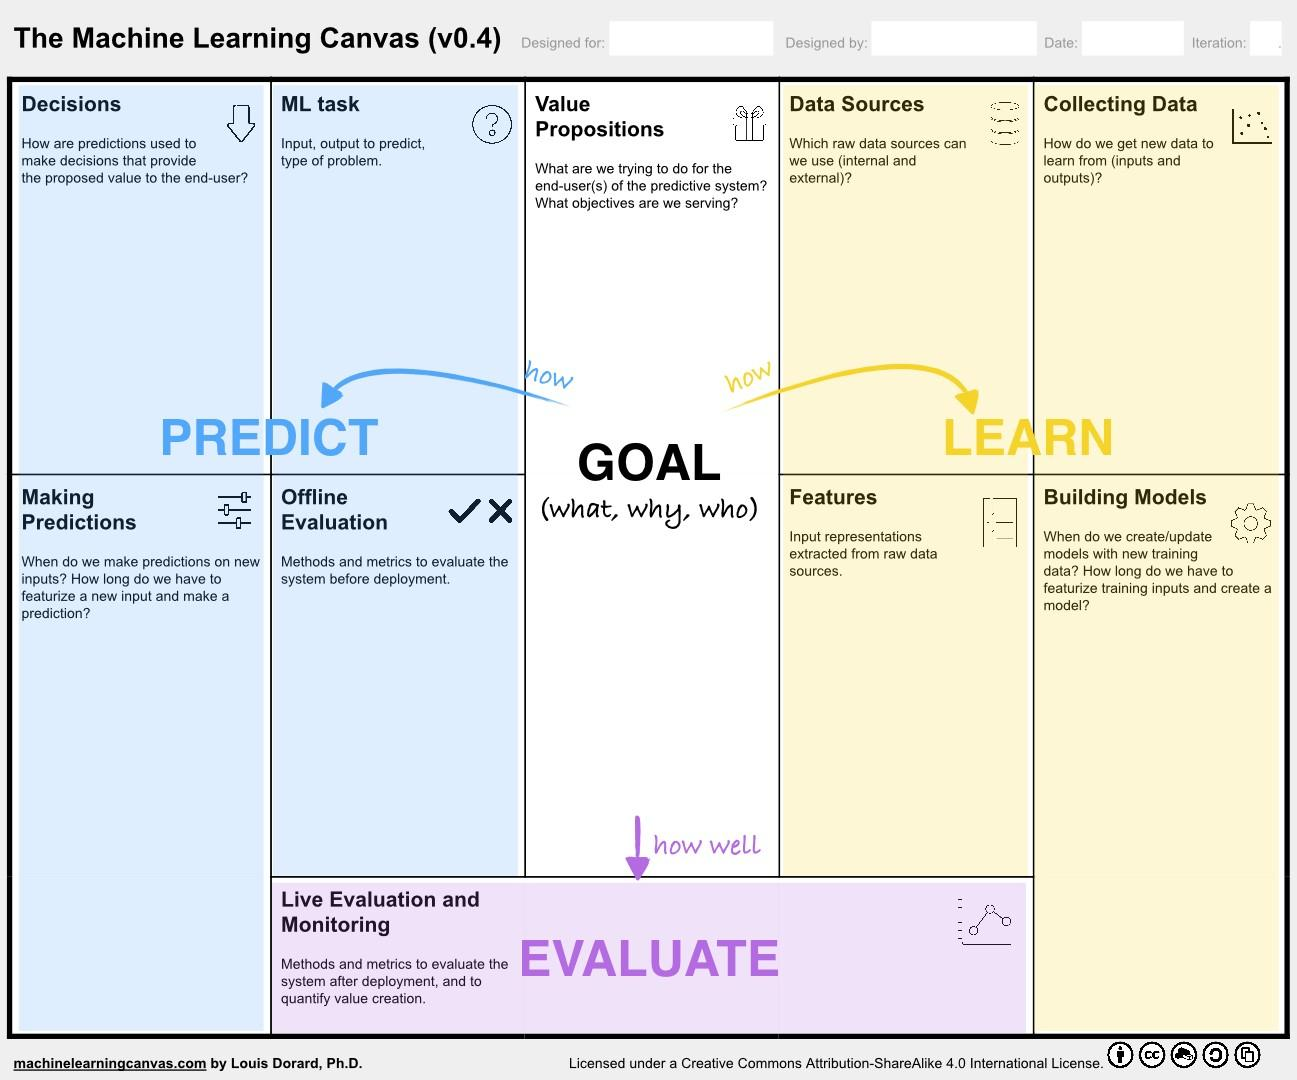 The Machine Learning Canvas (v0.4)
Designed for:
Designed by:
Date:
Iteration:
.
Decisions
How are predictions used to
make decisions that provide
the proposed value to the end-user?
ML task
Input, output to predict,
type of problem.
Value
Propositions
What are we trying to do for the
end-user(s) of the predictive system?
What objectives are we serving?
Data Sources
Which raw data sources can
we use (internal and
external)?
Collecting Data
How do we get new data to
learn from (inputs and
outputs)?
how
how
PREDICT
LEARN
GOAL
(what, why, who)
Making
Predictions
When do we make predictions on new
inputs? How long do we have to
featurize a new input and make a
prediction?
Offline
Evaluation
Methods and metrics to evaluate the
system before deployment.
Features
Input representations
extracted from raw data
sources.
Building Models
When do we create/update
models with new training
data? How long do we have to
featurize training inputs and create a
model?
how well
Live Evaluation and
Monitoring
Methods and metrics to evaluate the
system after deployment, and to
quantify value creation.
EVALUATE
machinelearningcanvas.com by Louis Dorard, Ph.D.
Licensed under a Creative Commons Attribution-ShareAlike 4.0 International License.